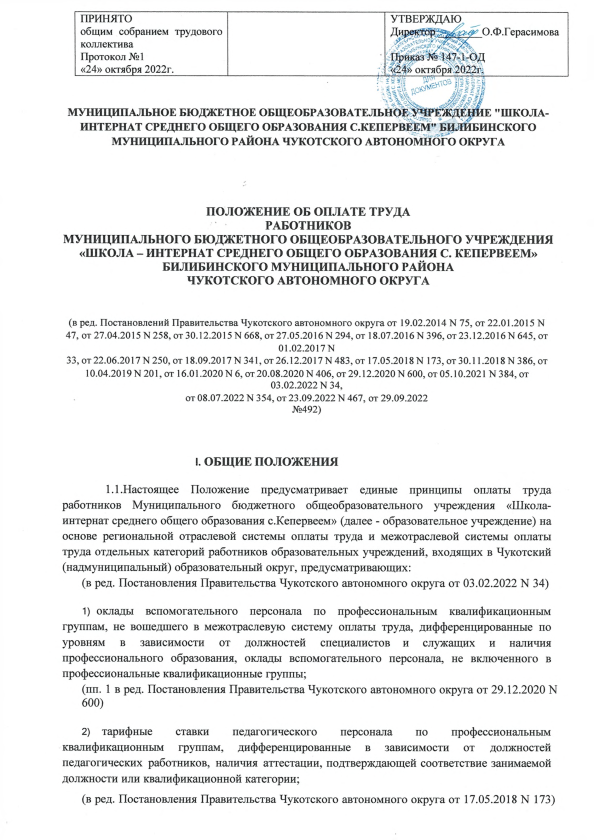 ПРИНЯТО
общим собранием трудового
коллектива
Протокол №1
«24» октября 2022г.
УТВЕРЖДАЮ
Директор О.Ф.Герасимова
Приказ № 147-1-ОД
«24» октября 2022г.
ДЛЯ
ДОКУМЕНТОВ
МУНИЦИПАЛЬНОЕ БЮДЖЕТНОЕ ОБЩЕОБРАЗОВАТЕЛЬНОЕ УЧРЕЖДЕНИЕ "ШКОЛА-
ИНТЕРНАТ СРЕДНЕГО ОБЩЕГО ОБРАЗОВАНИЯ С.КЕПЕРВЕЕМ" БИЛИБИНСКОГО
МУНИЦИПАЛЬНОГО РАЙОНА ЧУКОТСКОГО АВТОНОМНОГО ОКРУГА
ПОЛОЖЕНИЕ ОБ ОПЛАТЕ ТРУДА
РАБОТНИКОВ
МУНИЦИПАЛЬНОГО БЮДЖЕТНОГО ОБЩЕОБРАЗОВАТЕЛЬНОГО УЧРЕЖДЕНИЯ
«ШКОЛА – ИНТЕРНАТ СРЕДНЕГО ОБЩЕГО ОБРАЗОВАНИЯ С. КЕПЕРВЕЕМ»
БИЛИБИНСКОГО МУНИЦИПАЛЬНОГО РАЙОНА
ЧУКОТСКОГО АВТОНОМНОГО ОКРУГА
(в ред. Постановлений Правительства Чукотского автономного округа от 19.02.2014 N 75, от 22.01.2015 N
47, от 27.04.2015 N 258, от 30.12.2015 N 668, от 27.05.2016 N 294, от 18.07.2016 N 396, от 23.12.2016 N 645, от
01.02.2017 N
33, от 22.06.2017 N 250, от 18.09.2017 N 341, от 26.12.2017 N 483, от 17.05.2018 N 173, от 30.11.2018 N 386, от
10.04.2019 N 201, от 16.01.2020 N 6, от 20.08.2020 N 406, от 29.12.2020 N 600, от 05.10.2021 N 384, от
03.02.2022 N 34,
от 08.07.2022 N 354, от 23.09.2022 N 467, от 29.09.2022
№492)
I. ОБЩИЕ ПОЛОЖЕНИЯ
1.1.Настоящее Положение предусматривает единые принципы оплаты труда
работников Муниципального бюджетного общеобразовательного учреждения «Школа-
интернат среднего общего образования с.Кепервеем» (далее - образовательное учреждение) на
основе региональной отраслевой системы оплаты труда и межотраслевой системы оплаты
труда отдельных категорий работников образовательных учреждений, входящих в Чукотский
(надмуниципальный) образовательный округ, предусматривающих:
(в ред. Постановления Правительства Чукотского автономного округа от 03.02.2022 N 34)
1) оклады вспомогательного персонала по профессиональным квалификационным
группам, не вошедшего в межотраслевую систему оплаты труда, дифференцированные по
уровням в зависимости от должностей специалистов и служащих и наличия
профессионального образования, оклады вспомогательного персонала, не включенного в
профессиональные квалификационные группы;
(пп. 1 в ред. Постановления Правительства Чукотского автономного округа от 29.12.2020 N
600)
2) тарифные ставки педагогического персонала по профессиональным
квалификационным группам, дифференцированные в зависимости от должностей
педагогических работников, наличия аттестации, подтверждающей соответствие занимаемой
должности или квалификационной категории;
(в ред. Постановления Правительства Чукотского автономного округа от 17.05.2018 N 173)